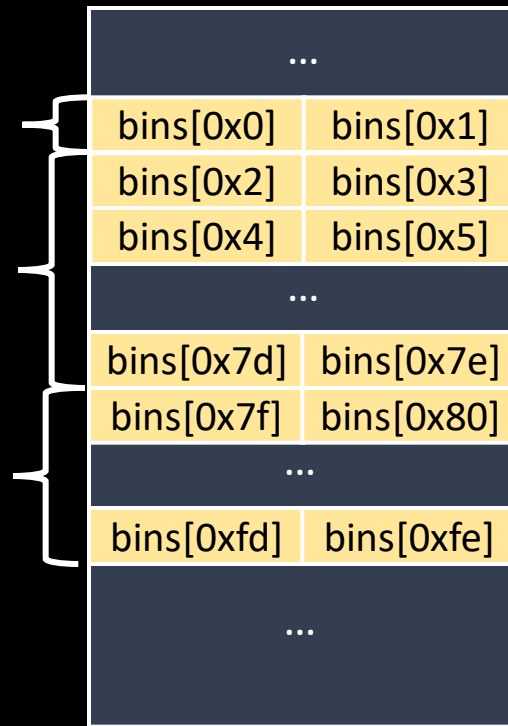 ...
bins[0x0] bins[0x1]
bins[0x2] bins[0x3]
bins[0x4] bins[0x5]
...
bins[0x7d] bins[0x7e]
bins[0x7f] bins[0x80]
...
bins[0xfd] bins[0xfe]
...